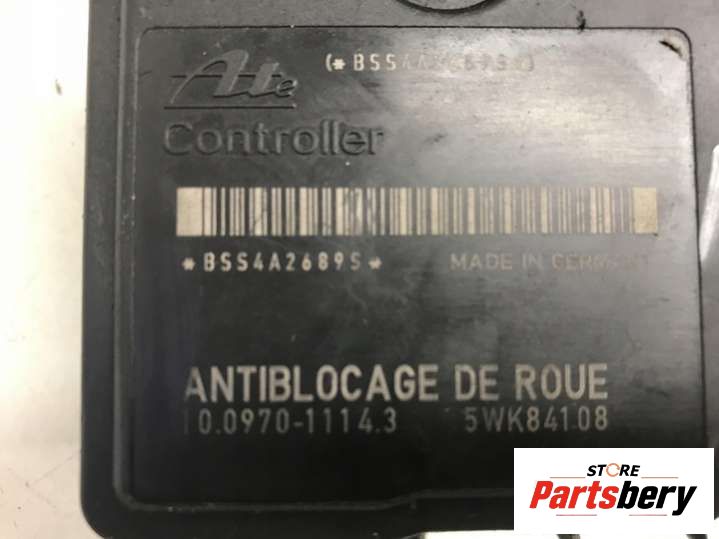 Ate
Controller
*BSS4A2689S*
MADE IN GERMANY
ANTIBLOCAGE DE ROUE
10.0970-1114.3 5WK84108
STORE
Partsbery